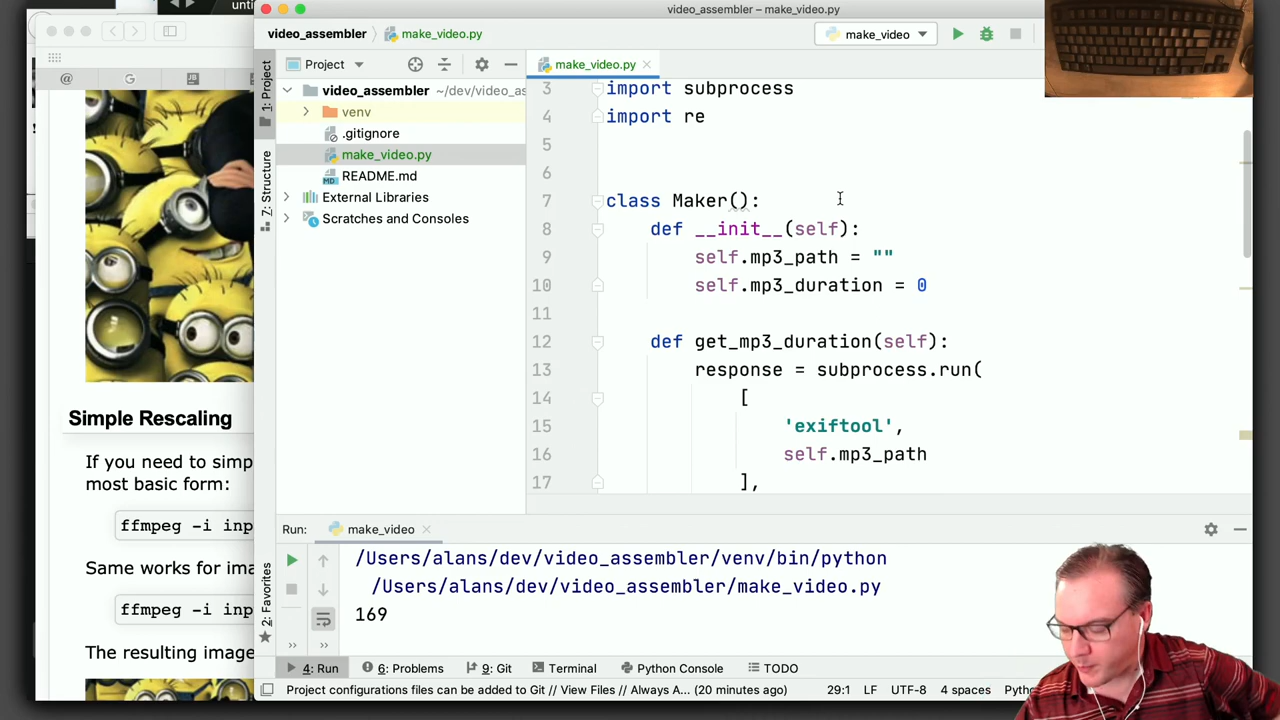 unti
video_assembler – make_video.py
video_assembler
make_video.py
make_video
@
G
JB
1: Project
7: Structure
2: Favorites
Project
video_assembler ~/dev/video_as
venv
.gitignore
make_video.py
README.md
External Libraries
Scratches and Consoles
make_video.py
3 import subprocess
4 import re
5
6
7 class Maker():
8 def __init__(self):
9 self.mp3_path = ""
10 self.mp3_duration = 0
11
12 def get_mp3_duration(self):
13 response = subprocess.run(
14 [
15 'exiftool',
16 self.mp3_path
17 ],
Simple Rescaling
If you need to simp
most basic form:
ffmpeg -i inp
Same works for ima
ffmpeg -i inp
The resulting image
Run: make_video
/Users/alans/dev/video_assembler/venv/bin/python
/Users/alans/dev/video_assembler/make_video.py
169
4: Run
6: Problems
9: Git
Terminal
Python Console
TODO
Project configurations files can be added to Git // View Files // Always A... (20 minutes ago)
29:1 LF UTF-8 4 spaces Pytho